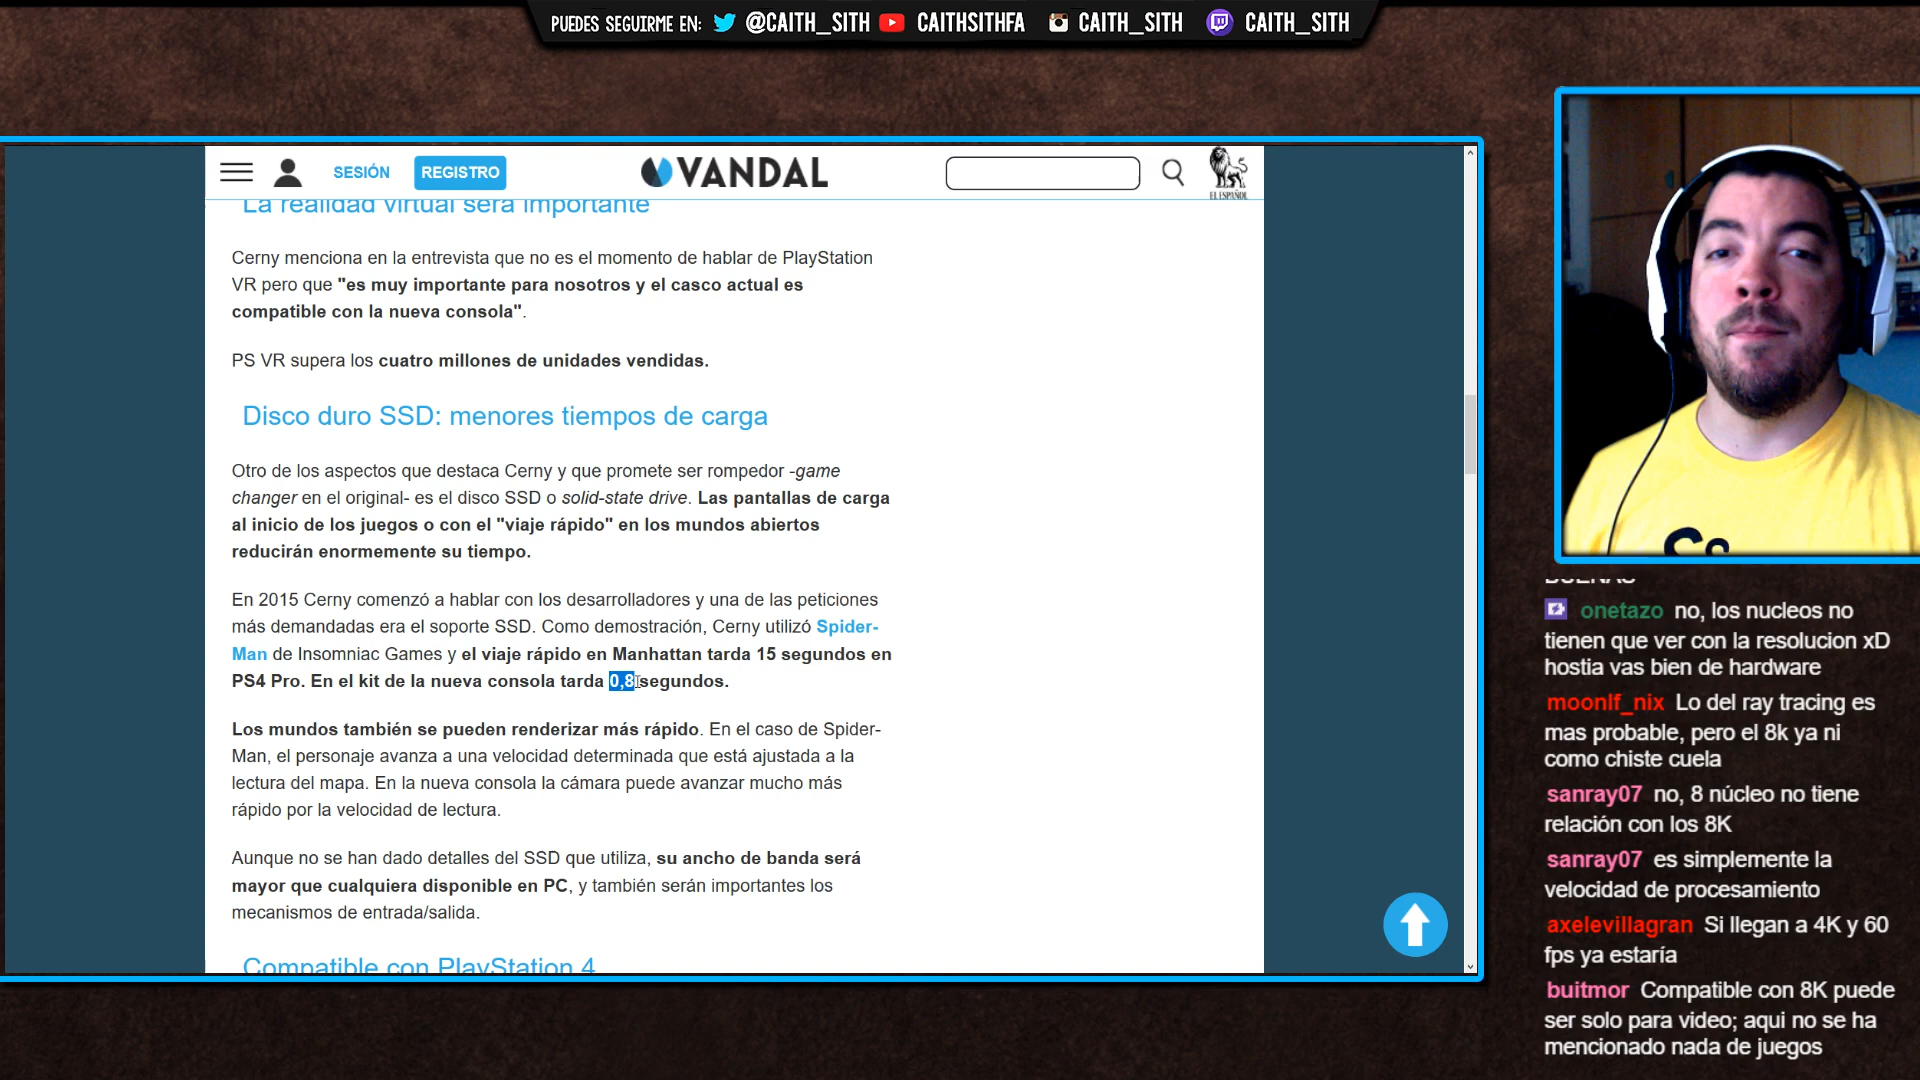 PUEDES SEGUIRME EN: @CAITH_SITH CAITHSITHFA CAITH_SITH CAITH_SITH
SESIÓN REGISTRO VANDAL
EL ESPAÑOL
La realidad virtual será importante
Cerny menciona en la entrevista que no es el momento de hablar de PlayStation
VR pero que "es muy importante para nosotros y el casco actual es
compatible con la nueva consola".
PS VR supera los cuatro millones de unidades vendidas.
Disco duro SSD: menores tiempos de carga
Otro de los aspectos que destaca Cerny y que promete ser rompedor -game
changer en el original- es el disco SSD o solid-state drive. Las pantallas de carga
al inicio de los juegos o con el "viaje rápido" en los mundos abiertos
reducirán enormemente su tiempo.
En 2015 Cerny comenzó a hablar con los desarrolladores y una de las peticiones
más demandadas era el soporte SSD. Como demostración, Cerny utilizó Spider-
Man de Insomniac Games y el viaje rápido en Manhattan tarda 15 segundos en
PS4 Pro. En el kit de la nueva consola tarda 0,8 segundos.
Los mundos también se pueden renderizar más rápido. En el caso de Spider-
Man, el personaje avanza a una velocidad determinada que está ajustada a la
lectura del mapa. En la nueva consola la cámara puede avanzar mucho más
rápido por la velocidad de lectura.
Aunque no se han dado detalles del SSD que utiliza, su ancho de banda será
mayor que cualquiera disponible en PC, y también serán importantes los
mecanismos de entrada/salida.
Compatible con PlayStation 4
BUENAS
onetazo no, los nucleos no
tienen que ver con la resolucion xD
hostia vas bien de hardware
moonlf_nix Lo del ray tracing es
mas probable, pero el 8k ya ni
como chiste cuela
sanray07 no, 8 núcleo no tiene
relación con los 8K
sanray07 es simplemente la
velocidad de procesamiento
axelevillagran Si llegan a 4K y 60
fps ya estaría
buitmor Compatible con 8K puede
ser solo para video; aqui no se ha
mencionado nada de juegos